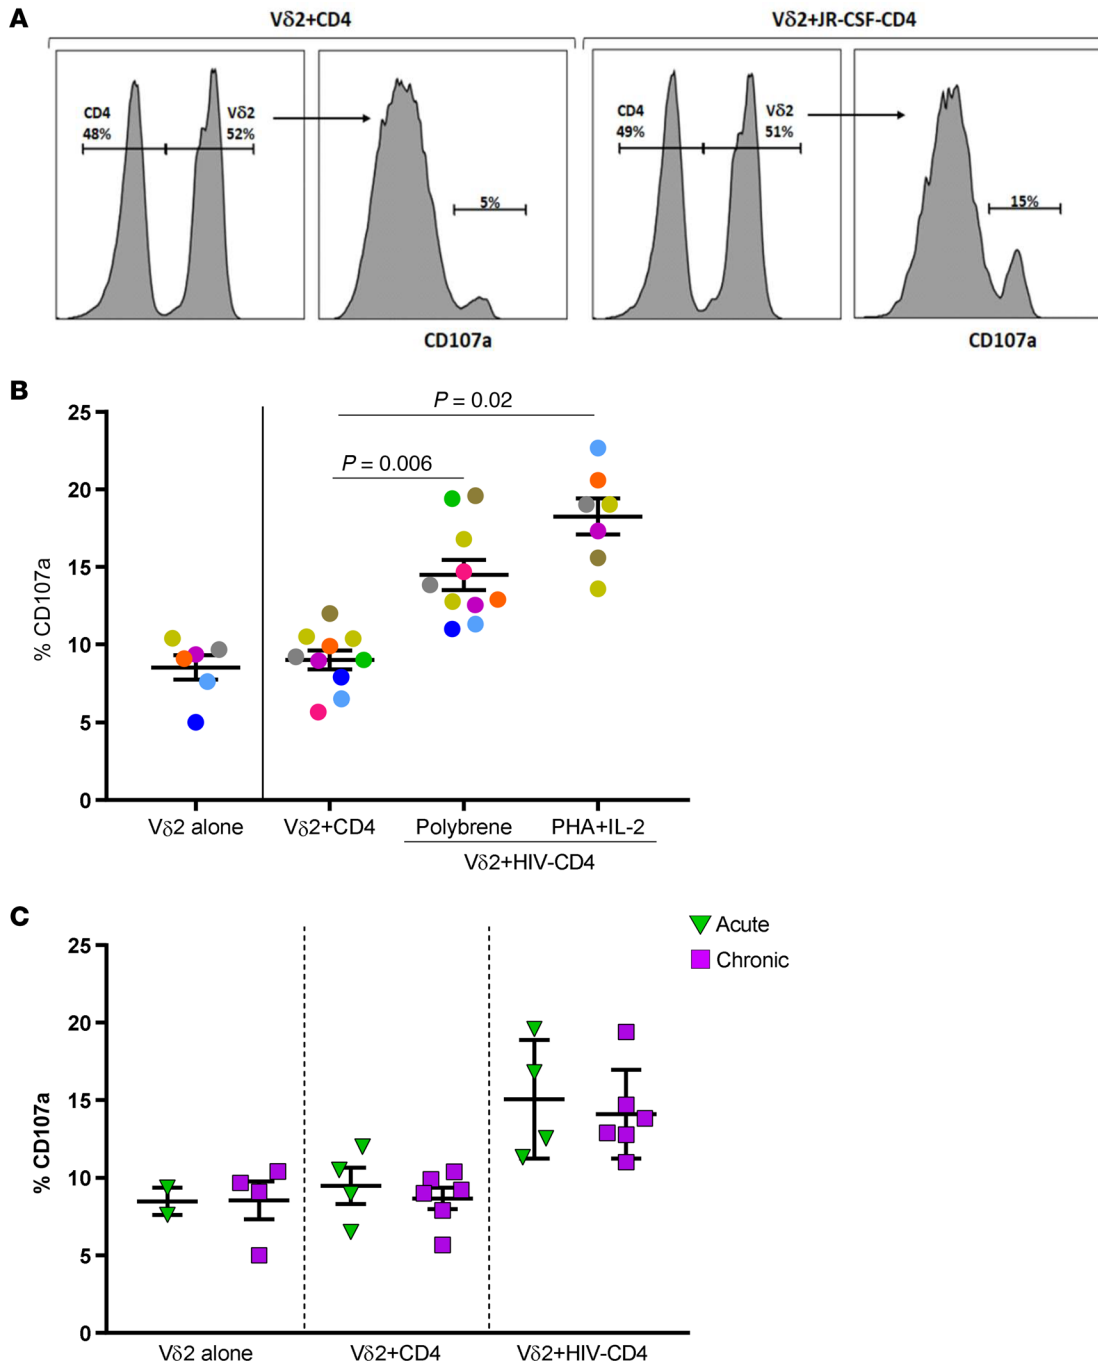 A
Vδ2+CD4
Vδ2+JR-CSF-CD4
CD4
48%
Vδ2
52%
5%
CD4
49%
Vδ2
51%
15%
CD107a
CD107a
B
P = 0.02
P = 0.006
% CD107a
25
20
15
10
5
0
Vδ2 alone
Vδ2+CD4
Polybrene
PHA+IL-2
Vδ2+HIV-CD4
C
Acute
Chronic
% CD107a
25
20
15
10
5
0
Vδ2 alone
Vδ2+CD4
Vδ2+HIV-CD4